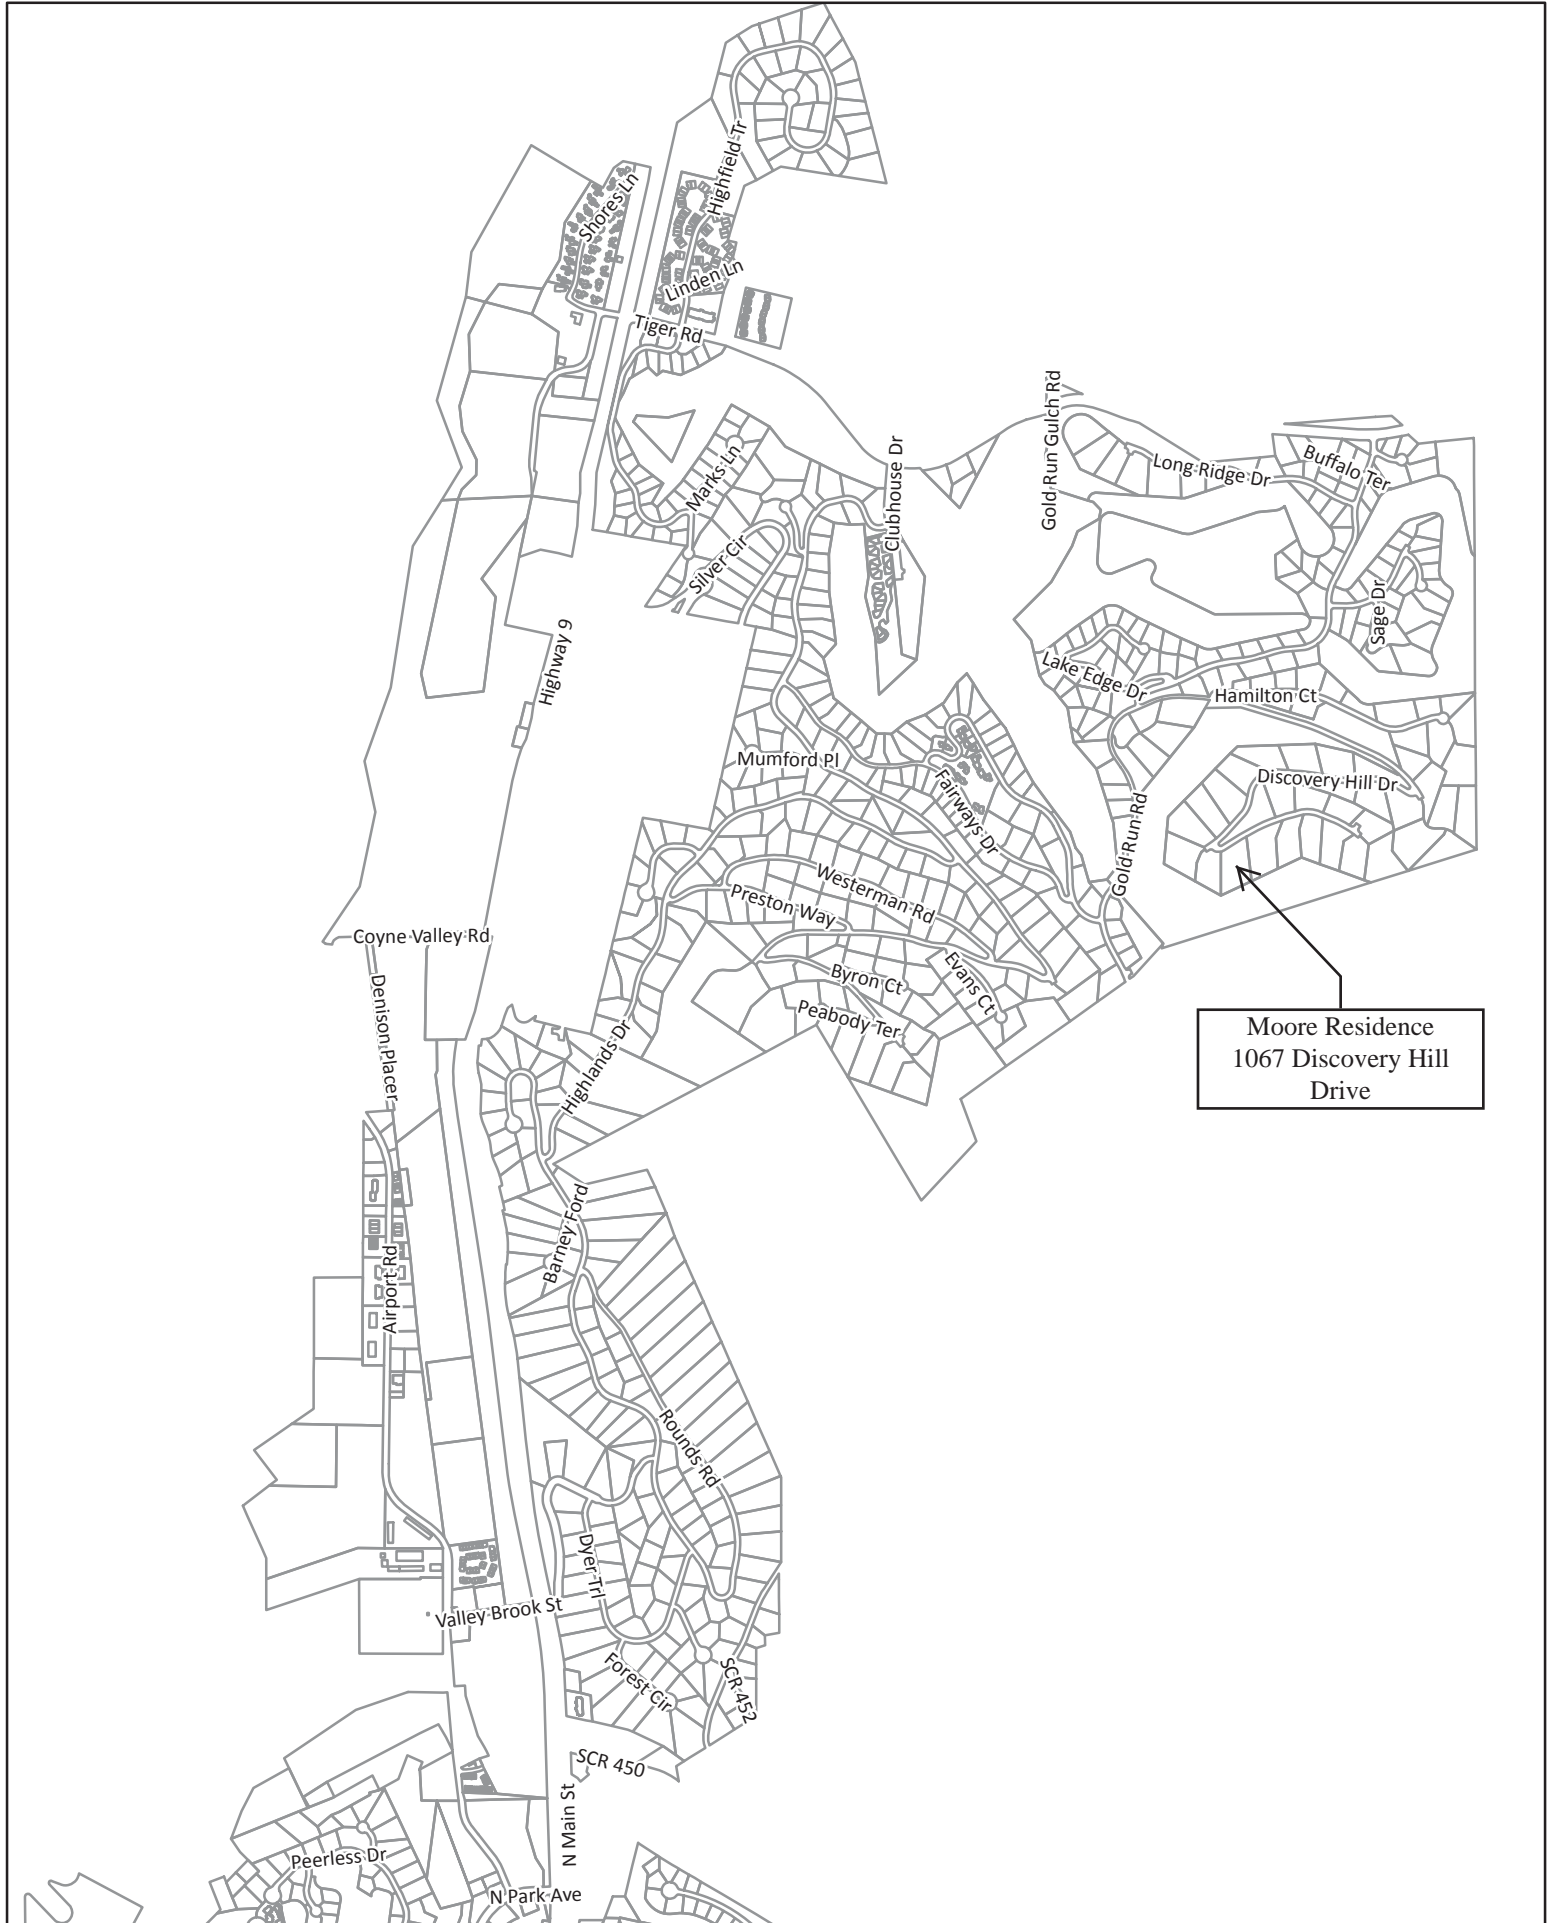 Highfield Tr
Shores Ln
Linden Ln
Tiger Rd
Gold Run Gulch Rd
Clubhouse Dr
Marks Ln
Long Ridge Dr
Buffalo Ter
Silver Cir
Sage Dr
Highway 9
Lake Edge Dr
Hamilton Ct
Mumford Pl
Fairways Dr
Discovery Hill Dr
Gold Run Rd
Westerman Rd
Preston Way
Coyne Valley Rd
Evans Ct
Byron Ct
Peabody Ter
Denison Placer
Highlands Dr
Moore Residence
1067 Discovery Hill
Drive
Barney Ford
Airport Rd
Rounds Rd
Dyer Trl
Valley Brook St
Forest Cir
SCR 452
SCR 450
N Main St
Peerless Dr
N Park Ave